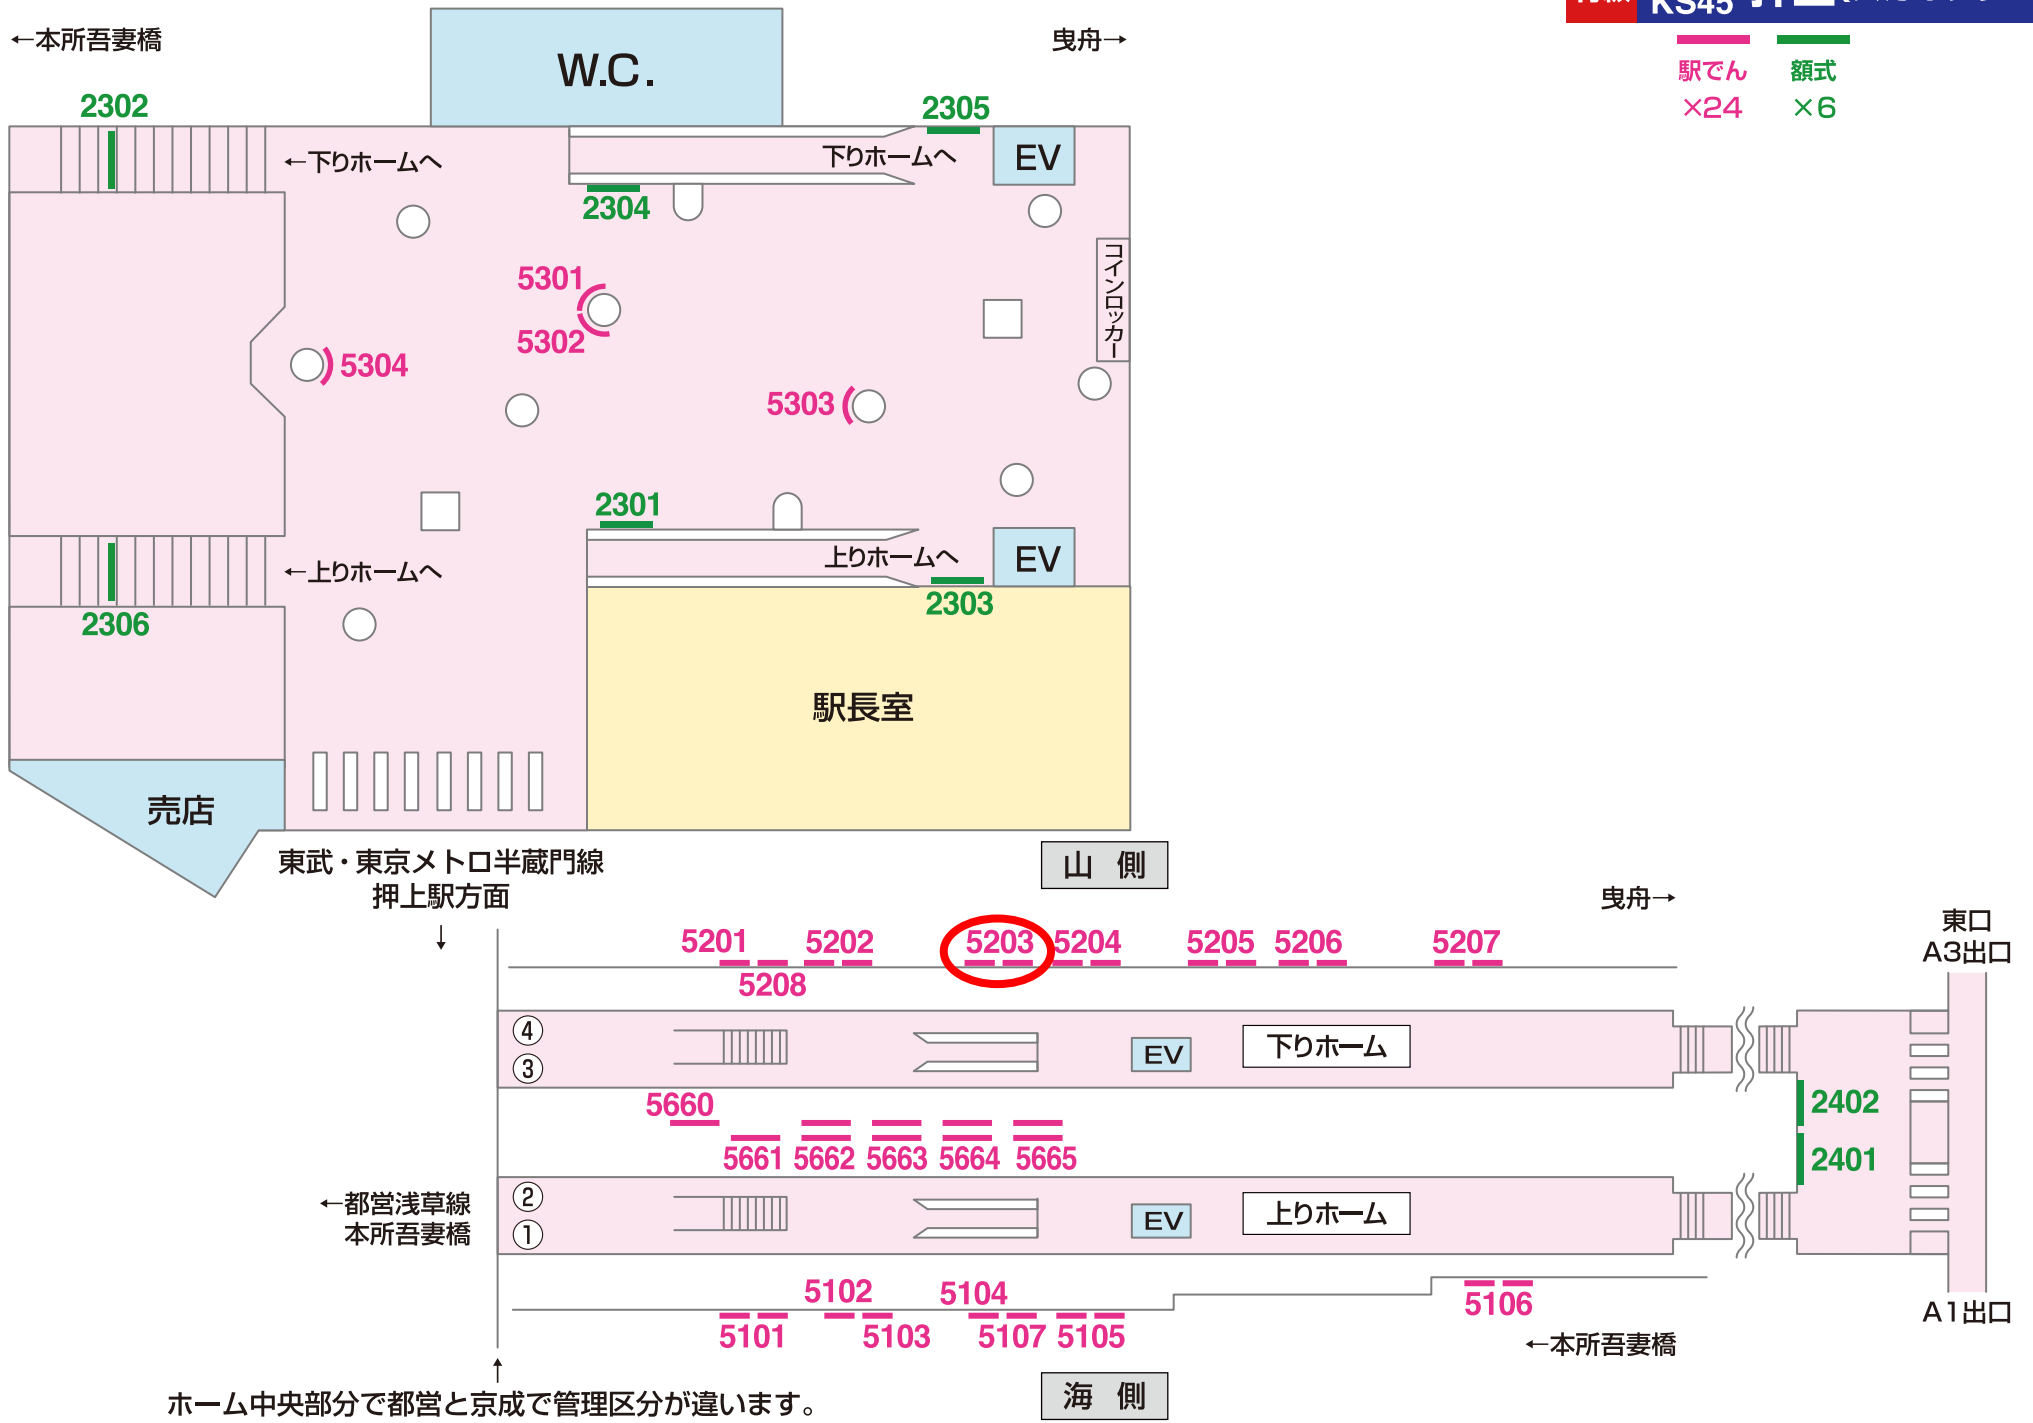 ←本所吾妻橋
曳舟→
KS45
駅でん
額式
×24
×6
W.C.
2302
2305
←下りホームへ
下りホームへ
EV
2304
コインロッカー
5301
5302
5304
5303
2301
←上りホームへ
上りホームへ
EV
2306
2303
駅長室
売店
東武・東京メトロ半蔵門線
押上駅方面
↓
山 側
曳舟→
東口
A3出口
5201
5202
5203
5204
5205
5206
5207
5208
④
③
EV
下りホーム
2402
5660
5661
5662
5663
5664
5665
2401
←都営浅草線
本所吾妻橋
②
①
EV
上りホーム
5102
5104
5106
5101
5103
5107
5105
A1出口
←本所吾妻橋
↑
ホーム中央部分で都営と京成で管理区分が違います。
海 側